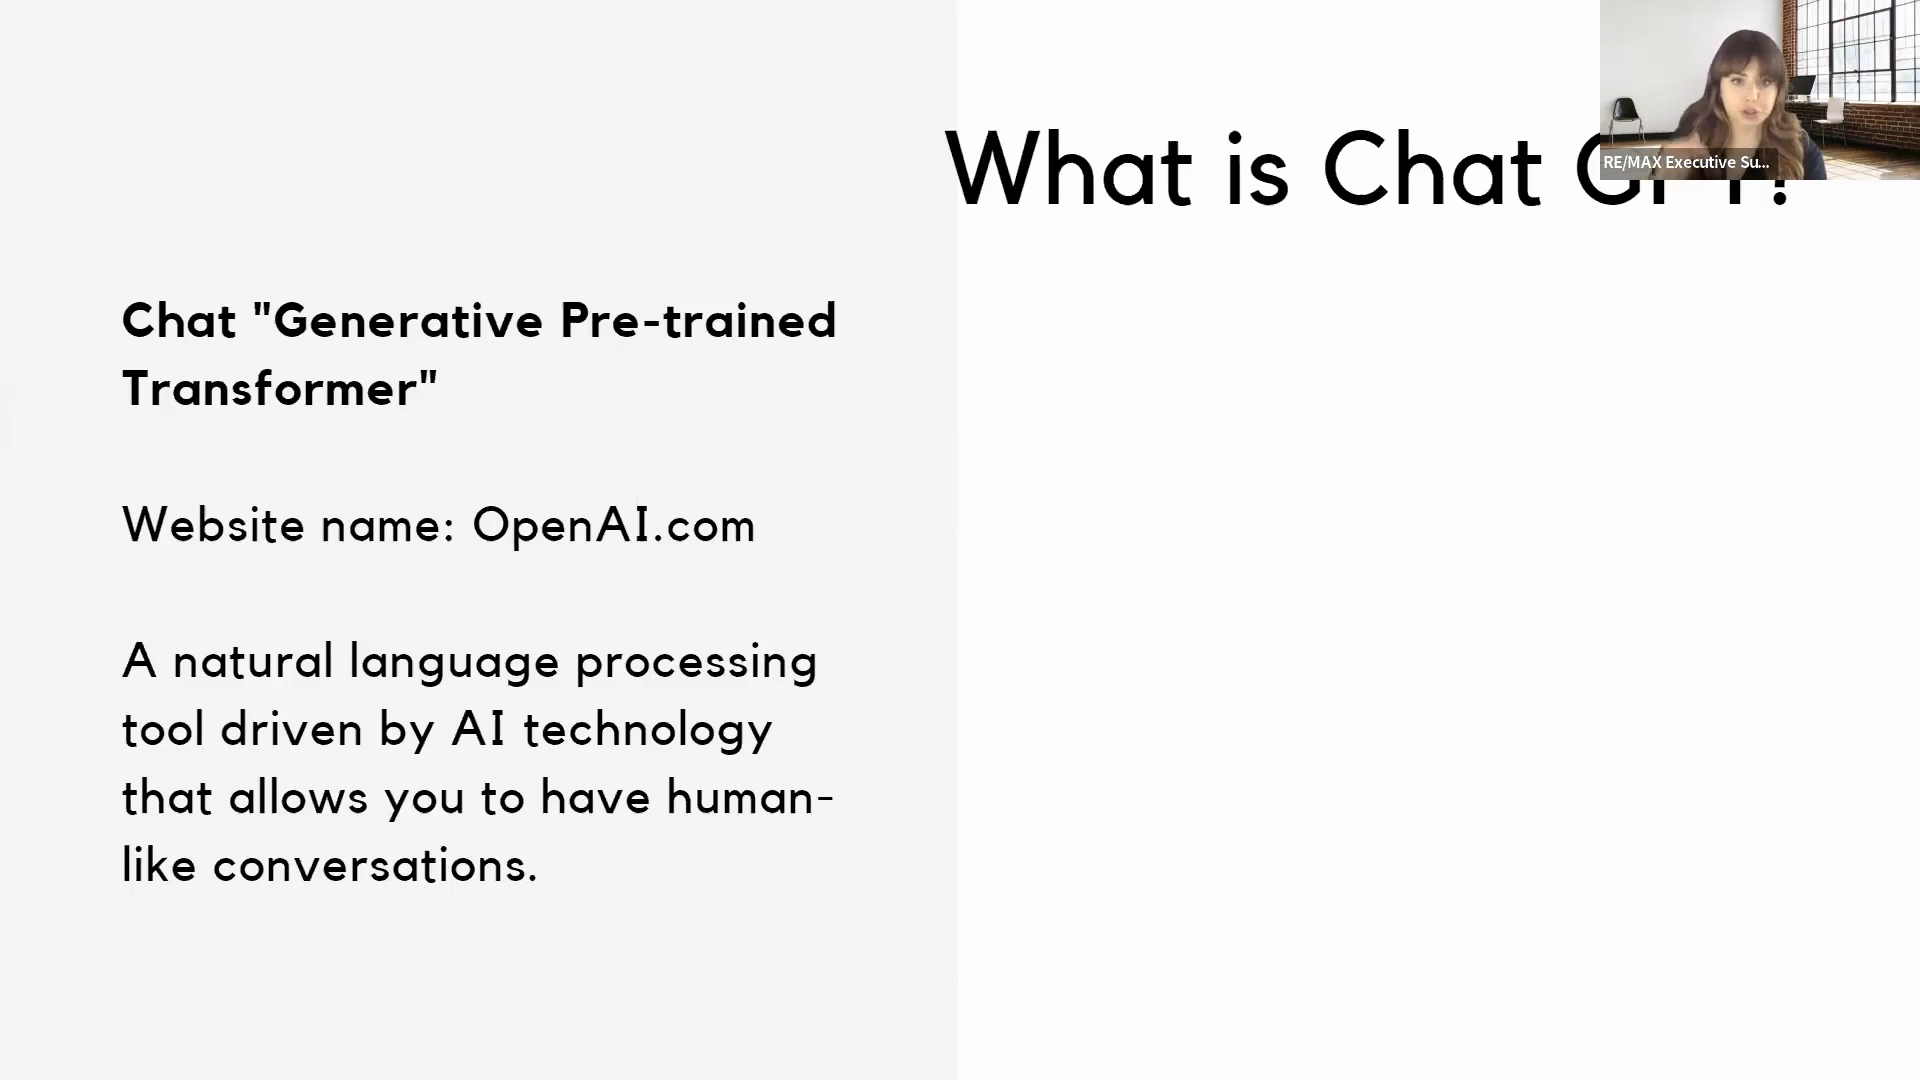 What is Chat
RE/MAX Executive Su...
Chat "Generative Pre-trained
Transformer"
Website name: OpenAI.com
A natural language processing
tool driven by AI technology
that allows you to have human-
like conversations.